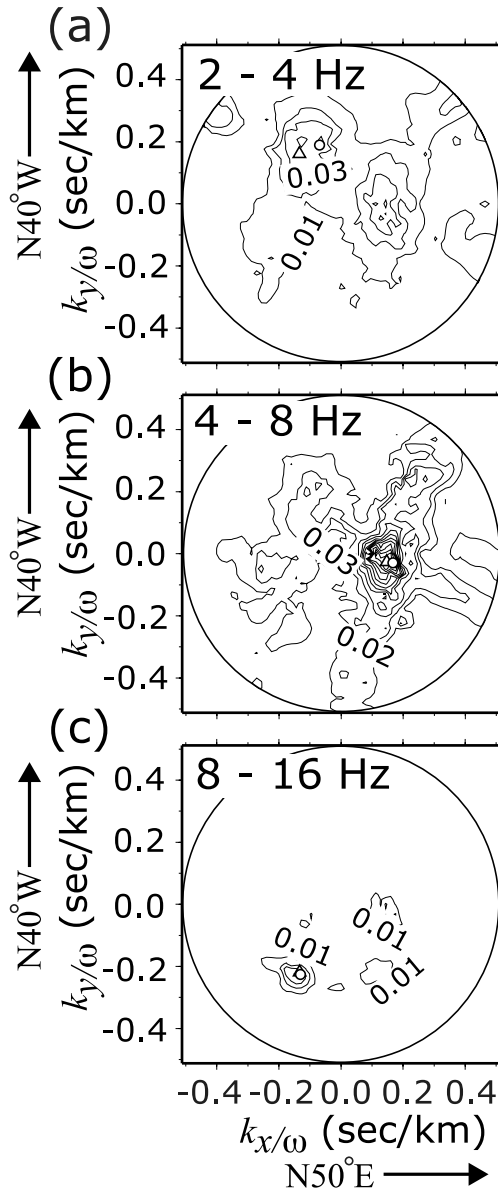 (a)
2 - 4 Hz
0.4
0.2
0.0
-0.2
-0.4
N40°W
ky/ω (sec/km)
0.03
0.01
(b)
4 - 8 Hz
0.4
0.2
0.0
-0.2
-0.4
N40°W
ky/ω (sec/km)
0.03
0.02
(c)
8 - 16 Hz
0.4
0.2
0.0
-0.2
-0.4
N40°W
ky/ω (sec/km)
0.01
0.01
0.01
-0.4 -0.2 0.0 0.2 0.4
kx/ω (sec/km)
N50°E